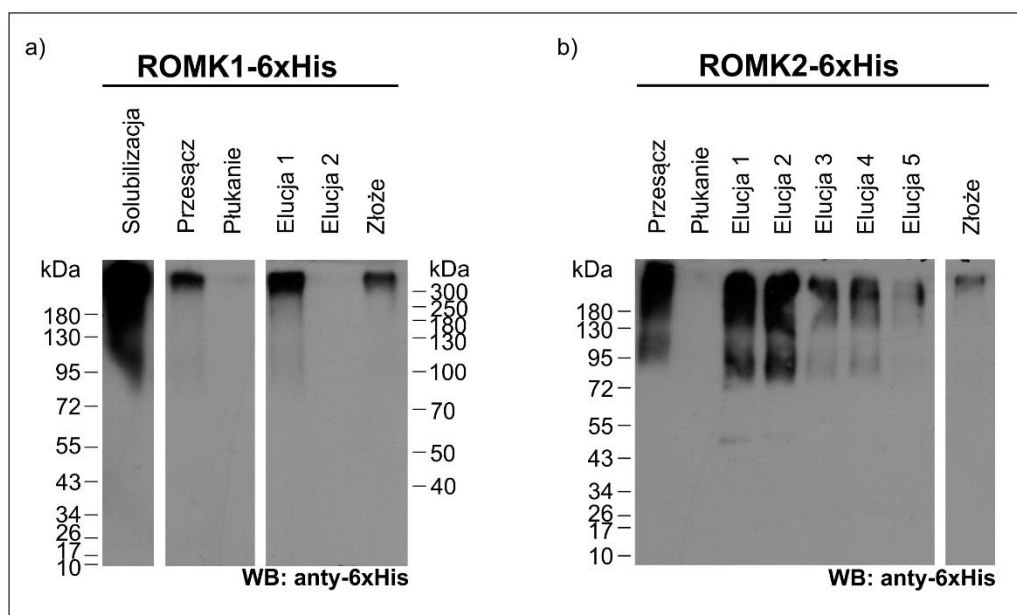 a)
ROMK1-6xHis
Solubilizacja
Przesącz
Płukanie
Elucja 1
Elucja 2
Złoże
kDa
180
130
95
72
55
43
34
26
17
10
kDa
300
250
180
130
100
70
50
40
WB: anty-6xHis
b)
ROMK2-6xHis
Przesącz
Płukanie
Elucja 1
Elucja 2
Elucja 3
Elucja 4
Elucja 5
Złoże
kDa
180
130
95
72
55
43
34
26
17
10
WB: anty-6xHis